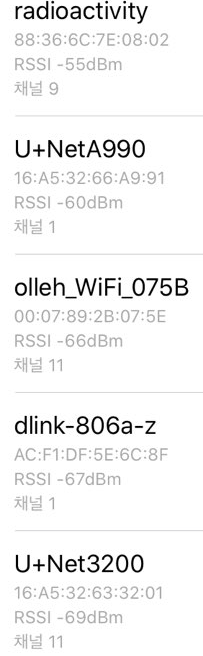 radioactivity
88:36:6C:7E:08:02
RSSI -55dBm
채널 9
U+NetA990
16:A5:32:66:A9:91
RSSI -60dBm
채널 1
olleh_WiFi_075B
00:07:89:2B:07:5E
RSSI -66dBm
채널 11
dlink-806a-z
AC:F1:DF:5E:6C:8F
RSSI -67dBm
채널 1
U+Net3200
16:A5:32:63:32:01
RSSI -69dBm
채널 11